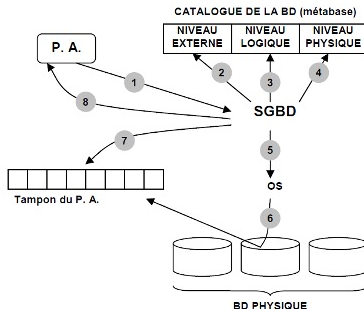 CATALOGUE DE LA BD (métabase)
NIVEAU EXTERNE
NIVEAU LOGIQUE
NIVEAU PHYSIQUE
P. A.
1
2
3
4
8
SGBD
7
5
Tampon du P. A.
OS
6
BD PHYSIQUE